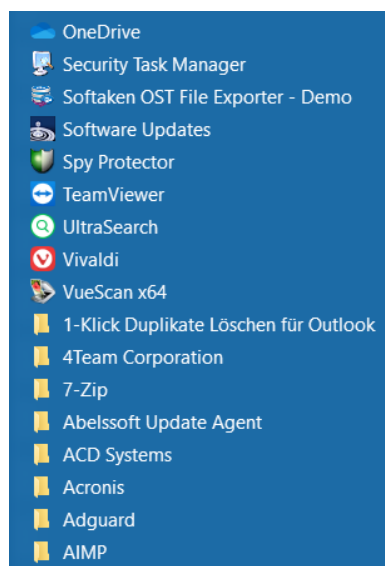 OneDrive
Security Task Manager
Softaken OST File Exporter - Demo
Software Updates
Spy Protector
TeamViewer
UltraSearch
Vivaldi
VueScan x64
1-Klick Duplikate Löschen für Outlook
4Team Corporation
7-Zip
Abelssoft Update Agent
ACD Systems
Acronis
Adguard
AIMP